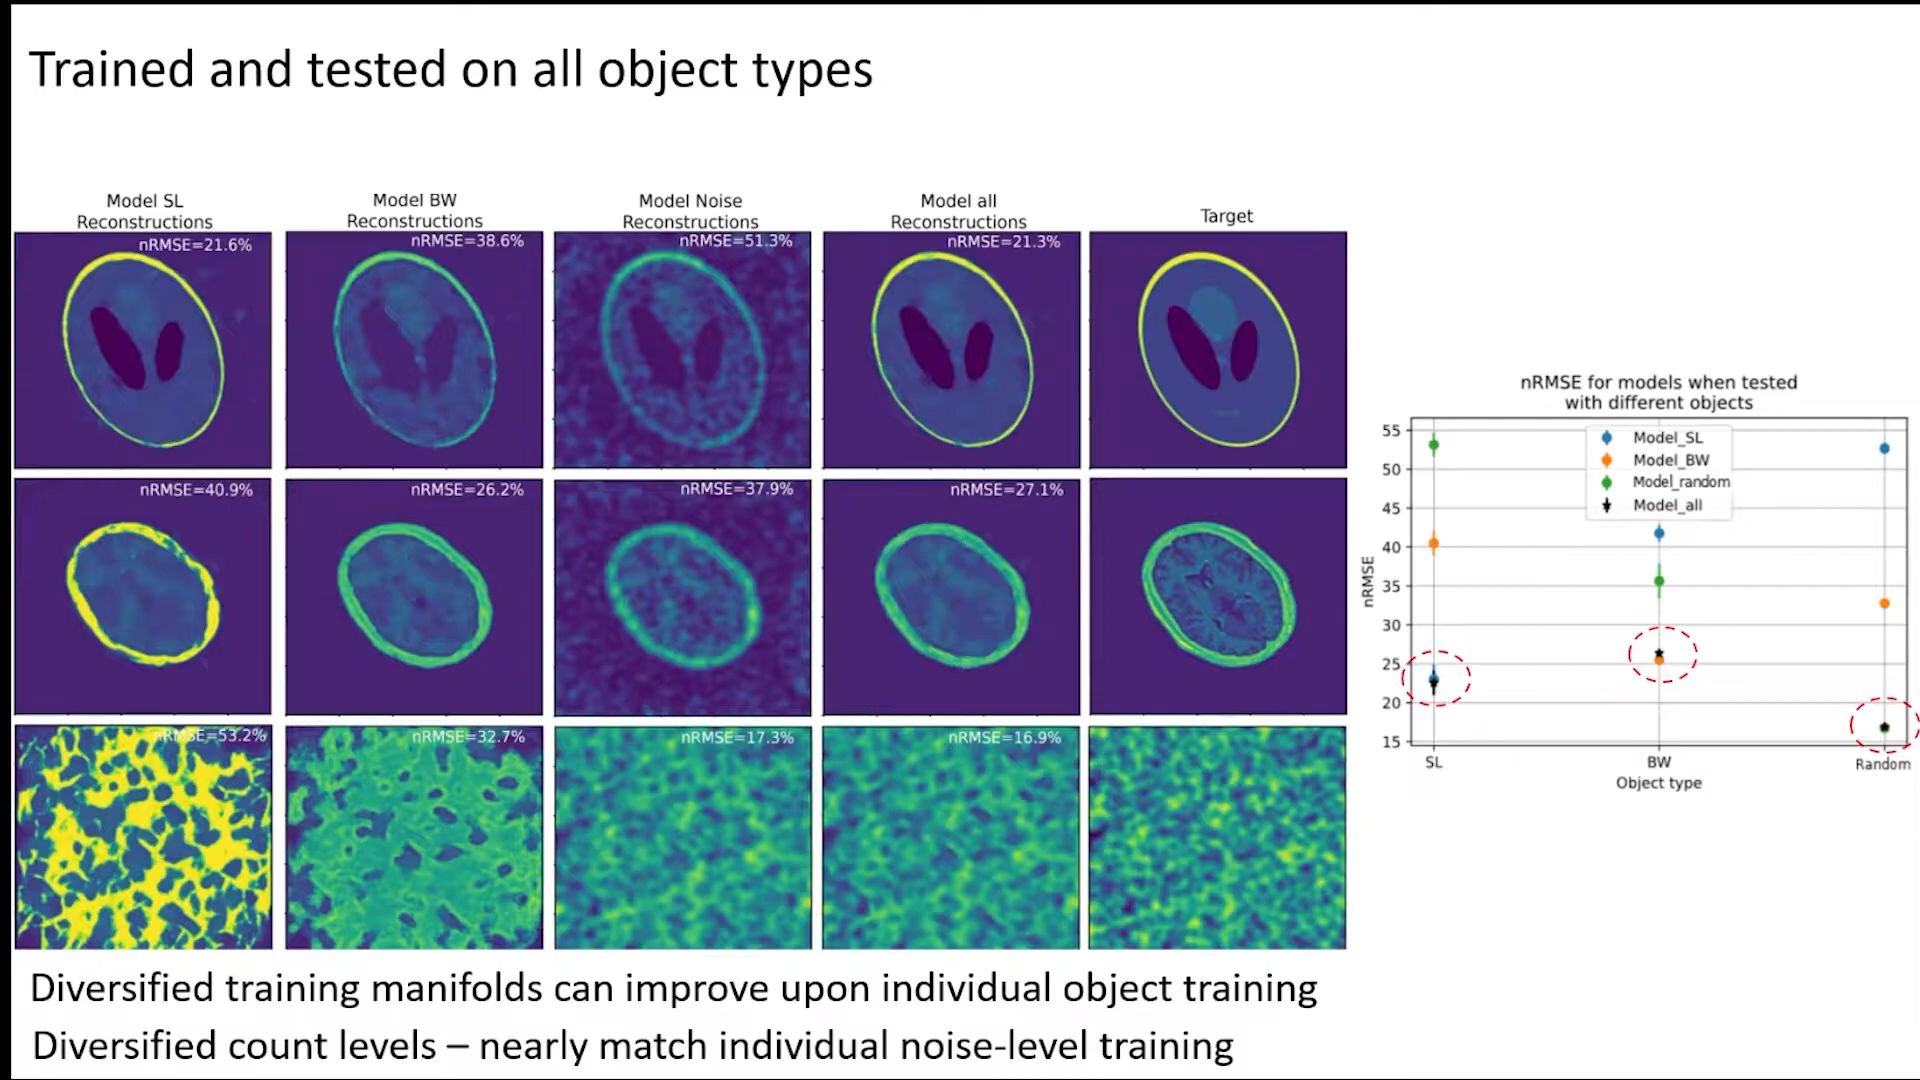 Trained and tested on all object types
Model SL
Reconstructions
Model BW
Reconstructions
Model Noise
Reconstructions
Model all
Reconstructions
Target
nRMSE=21.6%
nRMSE=38.6%
nRMSE=51.3%
nRMSE=21.3%
nRMSE=40.9%
nRMSE=26.2%
nRMSE=37.9%
nRMSE=27.1%
nRMSE=53.2%
nRMSE=32.7%
nRMSE=17.3%
nRMSE=16.9%
nRMSE for models when tested
with different objects
Model_SL
Model_BW
Model_random
Model_all
55
50
45
40
35
30
25
20
15
nRMSE
SL
BW
Random
Object type
Diversified training manifolds can improve upon individual object training
Diversified count levels – nearly match individual noise-level training